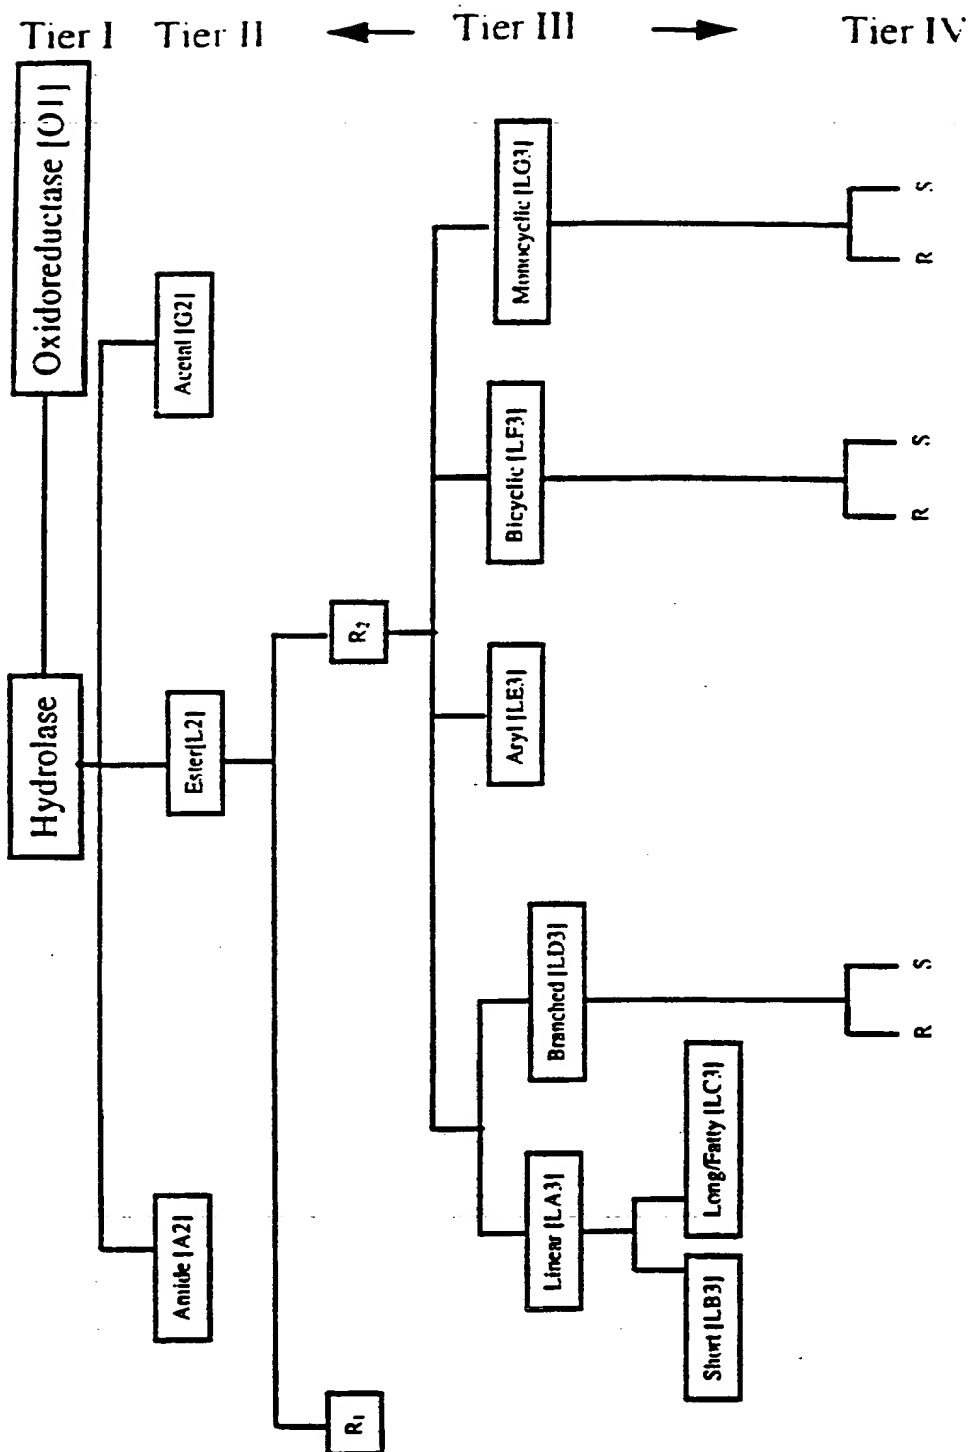 Tier I
Tier II
Tier III
Tier IV
Hydrolase
Oxidoreductase [O1]
Amide [A2]
Ester[L2]
Acetal [G2]
R₁
R₂
Linear [LA3]
Branched [LD3]
Aryl [LE3]
Bicyclic [LF3]
Monocyclic [LG3]
Short [LB3]
Long/Fatty [LC3]
R
S
R
S
R
S